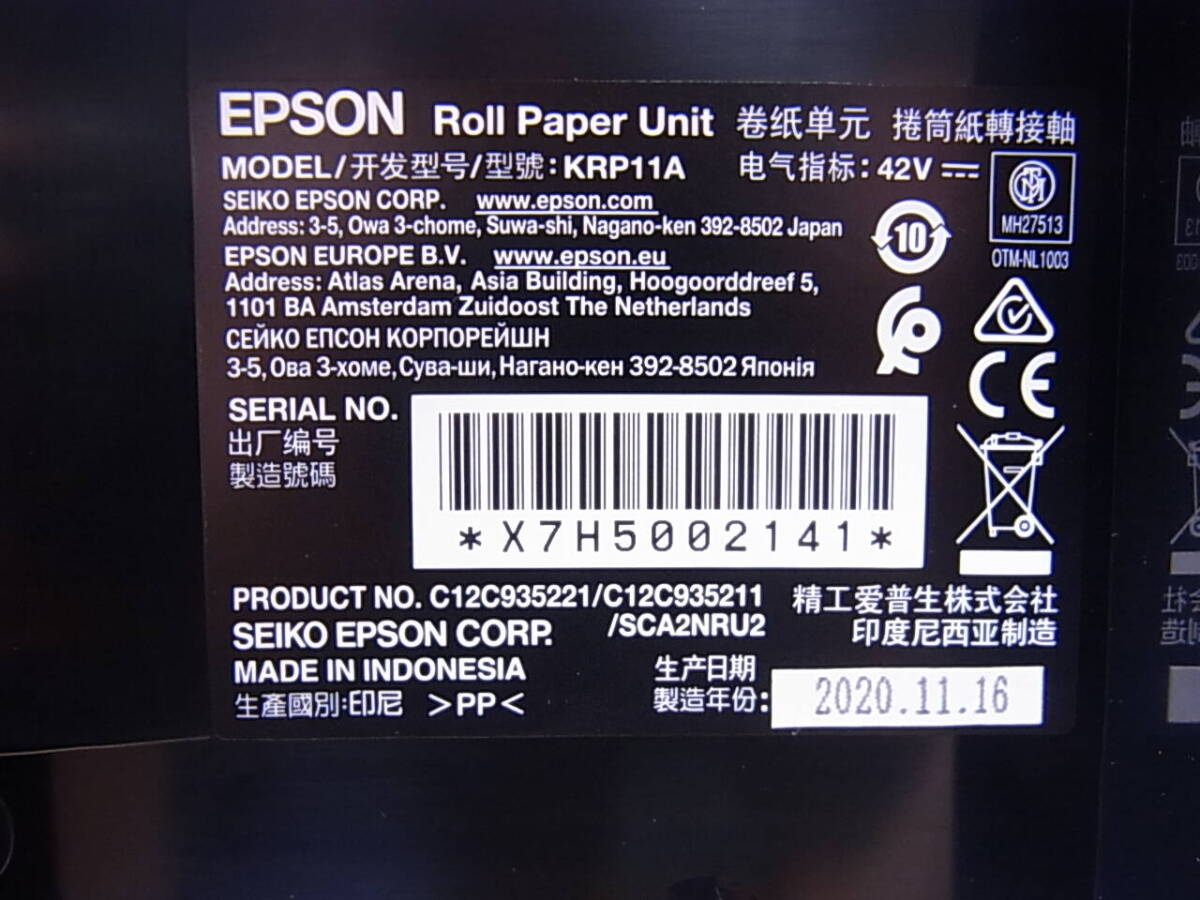 EPSON Roll Paper Unit 卷纸单元 捲筒紙轉接軸
MODEL/开发型号/型號: KRP11A 电气指标: 42V
SEIKO EPSON CORP. www.epson.com
Address: 3-5, Owa 3-chome, Suwa-shi, Nagano-ken 392-8502 Japan
EPSON EUROPE B.V. www.epson.eu
Address: Atlas Arena, Asia Building, Hoogoorddreef 5,
1101 BA Amsterdam Zuidoost The Netherlands
СЕЙКО ЕПСОН КОРПОРЕЙШН
3-5, Ова 3-хоме, Сува-ши, Нагано-кен 392-8502 Японія
10
MH27513
OTM-NL1003
CE
SERIAL NO.
出厂编号
製造號碼
*X7H5002141*
PRODUCT NO. C12C935221/C12C935211
/SCA2NRU2
SEIKO EPSON CORP.
MADE IN INDONESIA
生產國別:印尼 >PP<
精工爱普生株式会社
印度尼西亚制造
生产日期
製造年份: 2020.11.16